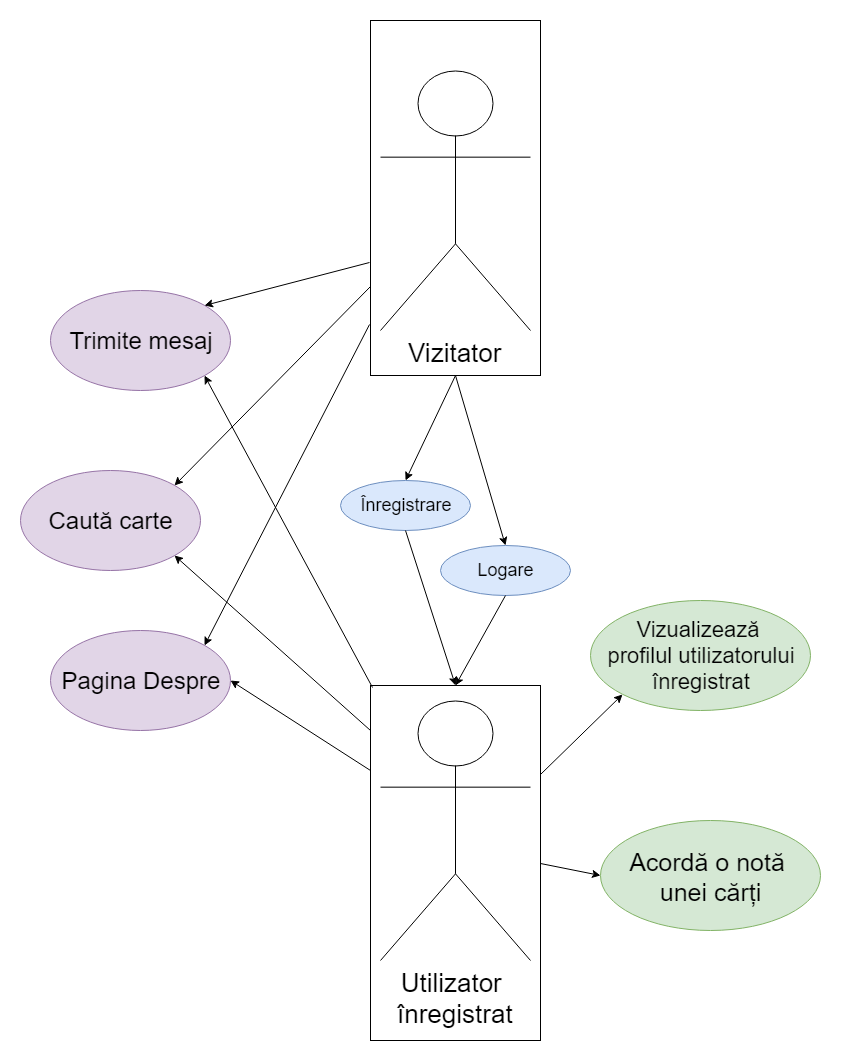 Vizitator
Trimite mesaj
Caută carte
Pagina Despre
Înregistrare
Logare
Vizualizează
profilul utilizatorului
înregistrat
Acordă o notă
unei cărți
Utilizator
înregistrat